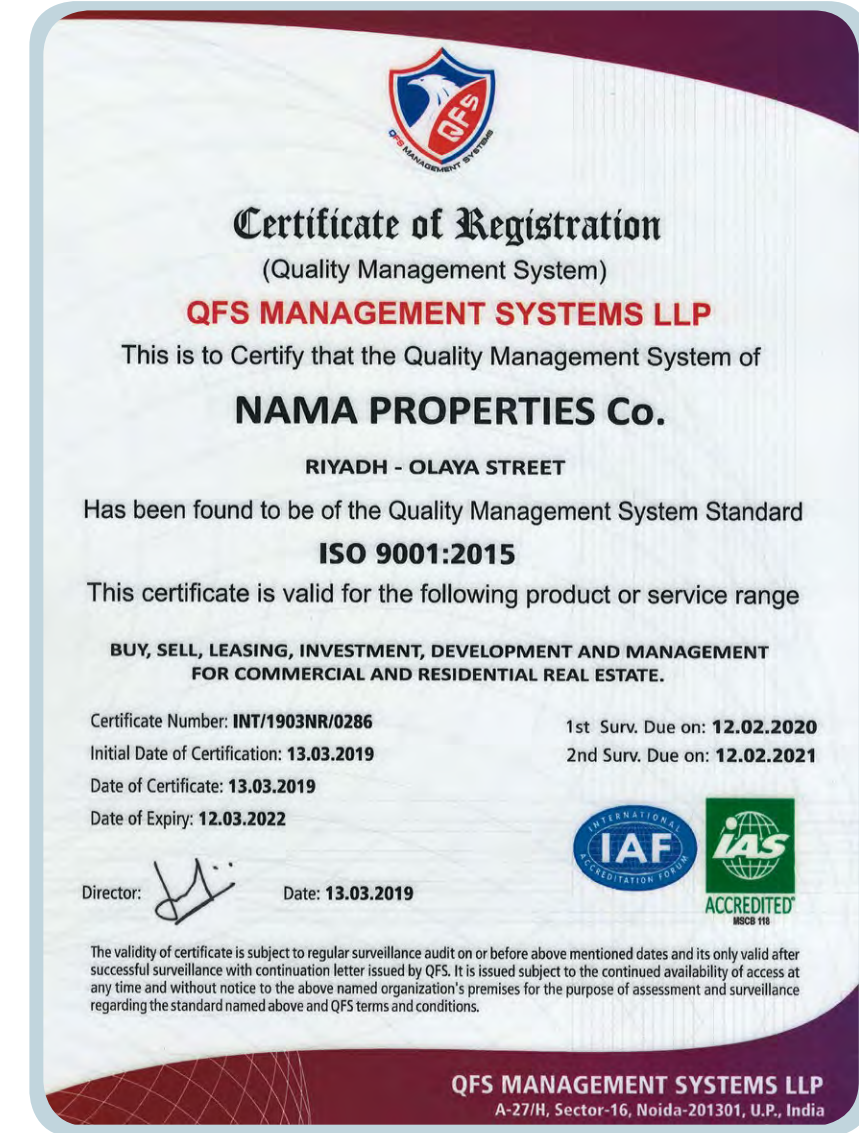 QFS
QFS MANAGEMENT SYSTEMS
Certificate of Registration
(Quality Management System)
QFS MANAGEMENT SYSTEMS LLP
This is to Certify that the Quality Management System of
NAMA PROPERTIES Co.
RIYADH - OLAYA STREET
Has been found to be of the Quality Management System Standard
ISO 9001:2015
This certificate is valid for the following product or service range
BUY, SELL, LEASING, INVESTMENT, DEVELOPMENT AND MANAGEMENT
FOR COMMERCIAL AND RESIDENTIAL REAL ESTATE.
Certificate Number: INT/1903NR/0286
Initial Date of Certification: 13.03.2019
Date of Certificate: 13.03.2019
Date of Expiry: 12.03.2022
1st Surv. Due on: 12.02.2020
2nd Surv. Due on: 12.02.2021
INTERNATIONAL
IAF
ACCREDITATION FORUM
IAS
ACCREDITED
MSCB 118
Director:
Date: 13.03.2019
The validity of certificate is subject to regular surveillance audit on or before above mentioned dates and its only valid after
successful surveillance with continuation letter issued by QFS. It is issued subject to the continued availability of access at
any time and without notice to the above named organization's premises for the purpose of assessment and surveillance
regarding the standard named above and QFS terms and conditions.
QFS MANAGEMENT SYSTEMS LLP
A-27/H, Sector-16, Noida-201301, U.P., India